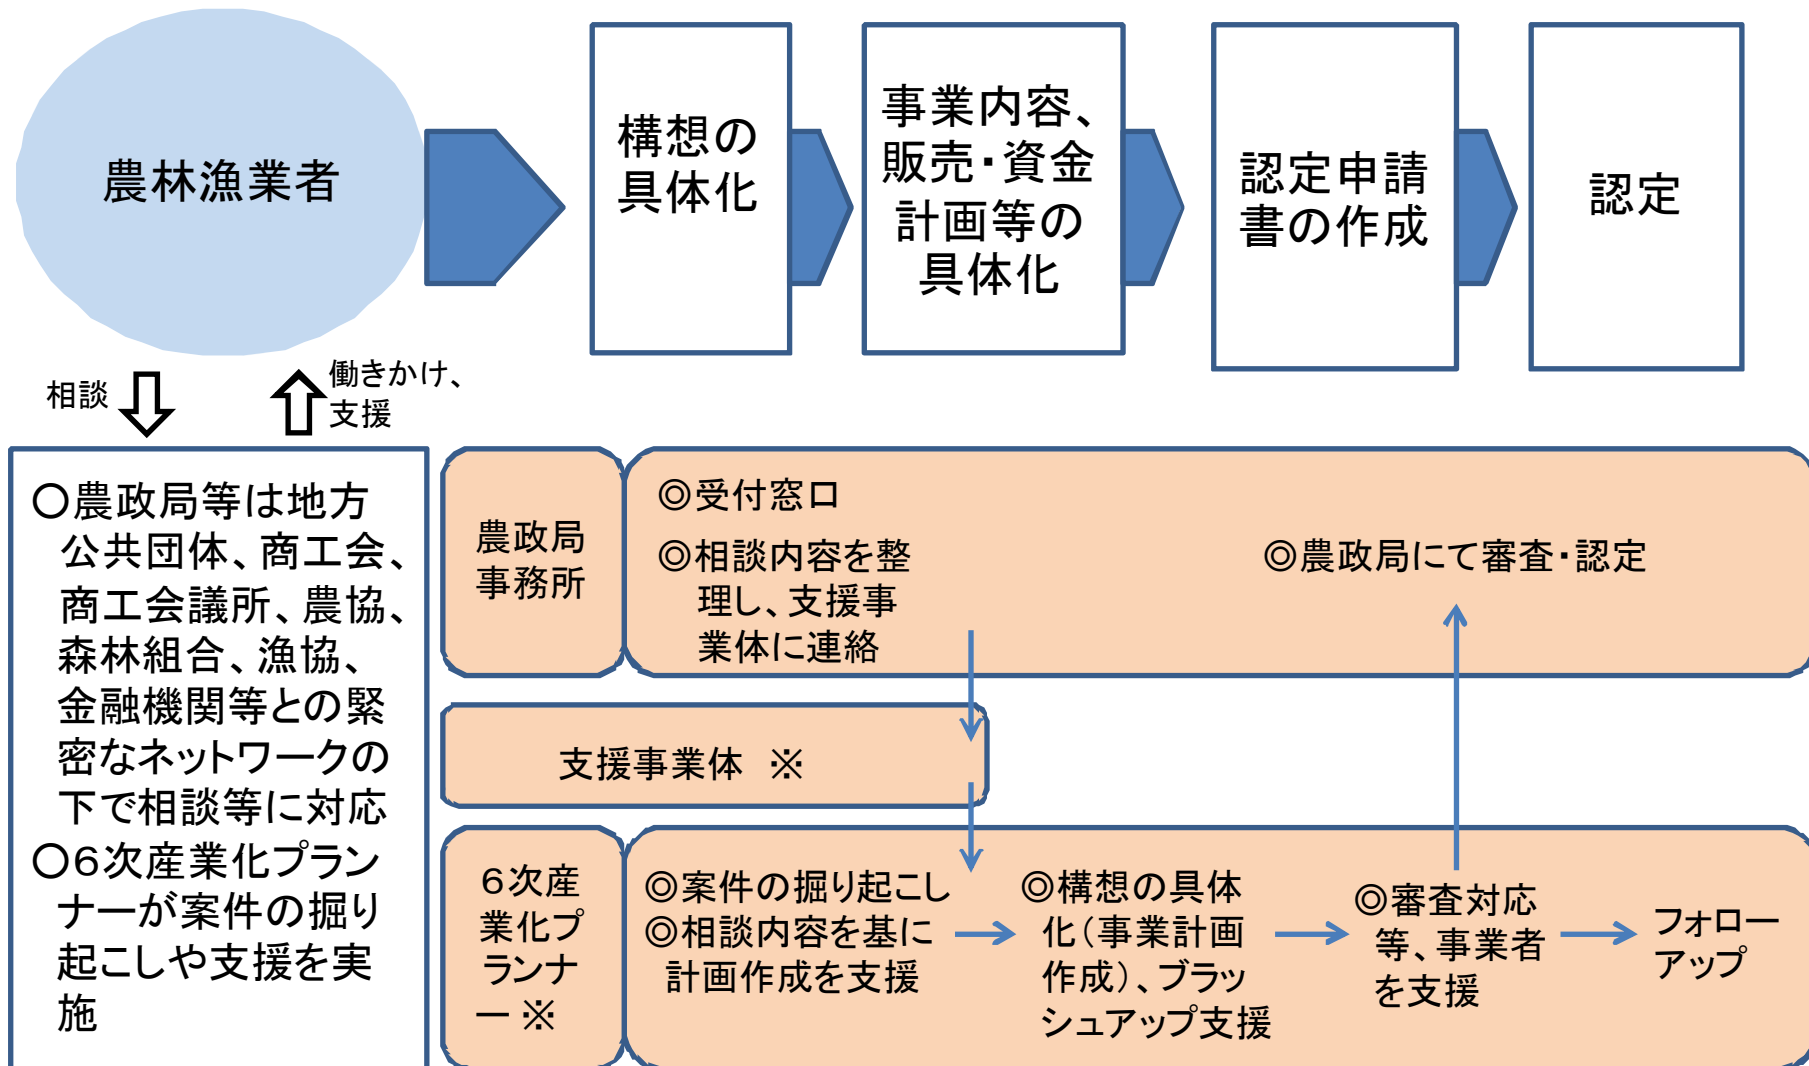 農林漁業者
構想の
具体化
事業内容、
販売・資金
計画等の
具体化
認定申請
書の作成
認定
相談
働きかけ、
支援
○農政局等は地方
公共団体、商工会、
商工会議所、農協、
森林組合、漁協、
金融機関等との緊
密なネットワークの
下で相談等に対応
○６次産業化プラン
ナーが案件の掘り
起こしや支援を実
施
農政局
事務所
◎受付窓口
◎相談内容を整
理し、支援事
業体に連絡
◎農政局にて審査・認定
支援事業体　※
６次産
業化プ
ランナ
ー ※
◎案件の掘り起こし
◎相談内容を基に
計画作成を支援
◎構想の具体
化（事業計画
作成）、ブラッ
シュアップ支援
◎審査対応
等、事業者
を支援
フォロー
アップ